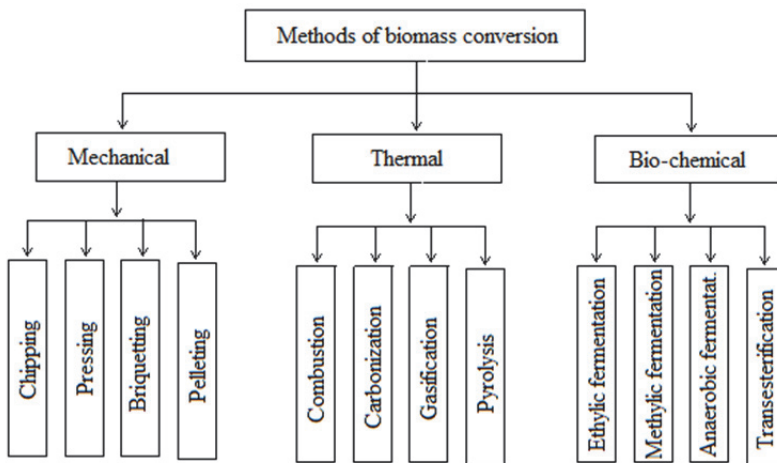 Methods of biomass conversion
Mechanical
Thermal
Bio-chemical
Chipping
Pressing
Briquetting
Pelleting
Combustion
Carbonization
Gasification
Pyrolysis
Ethylic fermentation
Methylic fermentation
Anaerobic fermentat.
Transesterification